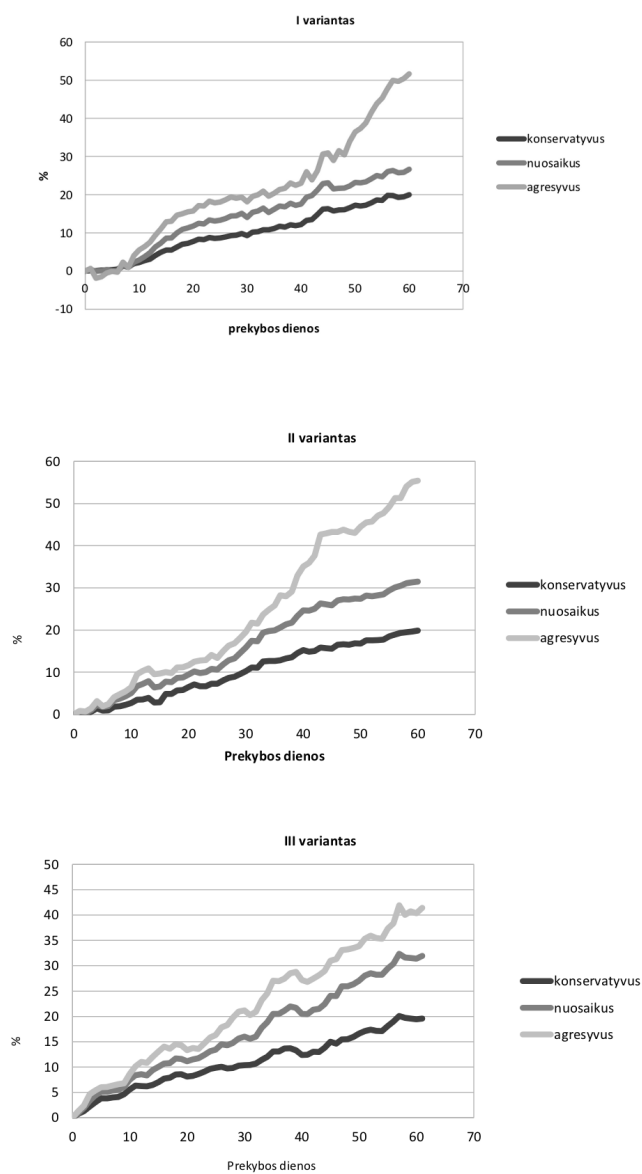 I variantas
60
50
40
30
20
10
0
-10
%
0 10 20 30 40 50 60 70
prekybos dienos
konservatyvus
nuosaikus
agresyvus
II variantas
60
50
40
30
20
10
0
%
0 10 20 30 40 50 60 70
Prekybos dienos
konservatyvus
nuosaikus
agresyvus
III variantas
50
45
40
35
30
25
20
15
10
5
0
%
0 10 20 30 40 50 60 70
Prekybos dienos
konservatyvus
nuosaikus
agresyvus